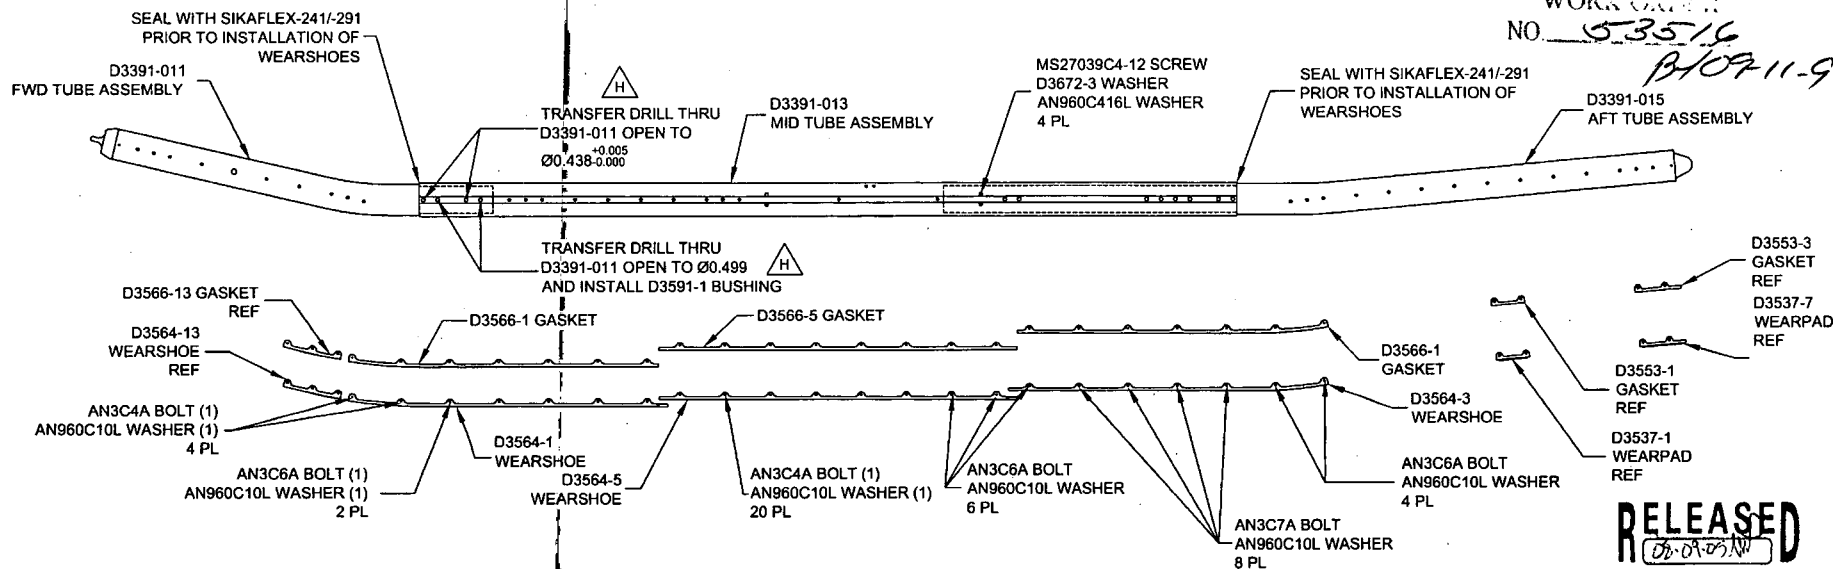 SEAL WITH SIKAFLEX-241/-291
PRIOR TO INSTALLATION OF
WEARSHOES
D3391-011
FWD TUBE ASSEMBLY
H
TRANSFER DRILL THRU
D3391-011 OPEN TO
Ø0.438 +0.005
-0.000
D3391-013
MID TUBE ASSEMBLY
MS27039C4-12 SCREW
D3672-3 WASHER
AN960C416L WASHER
4 PL
NO. 53516
SEAL WITH SIKAFLEX-241/-291
PRIOR TO INSTALLATION OF
WEARSHOES
D3391-015
AFT TUBE ASSEMBLY
TRANSFER DRILL THRU
D3391-011 OPEN TO Ø0.499
AND INSTALL D3591-1 BUSHING
H
D3566-13 GASKET
REF
D3564-13
WEARSHOE
REF
D3566-1 GASKET
D3566-5 GASKET
D3566-1
GASKET
D3553-3
GASKET
REF
D3537-7
WEARPAD
REF
D3553-1
GASKET
REF
D3537-1
WEARPAD
REF
AN3C4A BOLT (1)
AN960C10L WASHER (1)
4 PL
AN3C6A BOLT (1)
AN960C10L WASHER (1)
2 PL
D3564-1
WEARSHOE
D3564-5
WEARSHOE
AN3C4A BOLT (1)
AN960C10L WASHER (1)
20 PL
AN3C6A BOLT
AN960C10L WASHER
6 PL
AN3C7A BOLT
AN960C10L WASHER
8 PL
D3564-3
WEARSHOE
AN3C6A BOLT
AN960C10L WASHER
4 PL
RELEASED